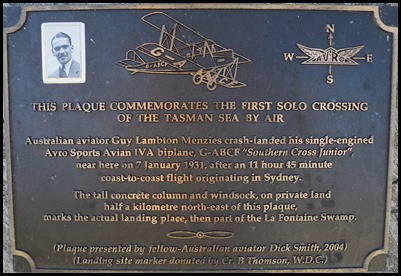 N
W E
S
G-A
G-ABCF
THIS PLAQUE COMMEMORATES THE FIRST SOLO CROSSING
OF THE TASMAN SEA BY AIR
Australian aviator Guy Lambton Menzies crash-landed his single-engined
Avro Sports Avian IVA biplane, G-ABCF "Southern Cross Junior",
near here on 7 January 1931, after an 11 hour 45 minute
coast-to-coast flight originating in Sydney.
The tall concrete column and windsock, on private land
half a kilometre north-east of this plaque,
marks the actual landing place, then part of the La Fontaine Swamp.
(Plaque presented by fellow-Australian aviator Dick Smith, 2004)
(Landing site marker donated by Cr. B Thomson, W.D.C.)